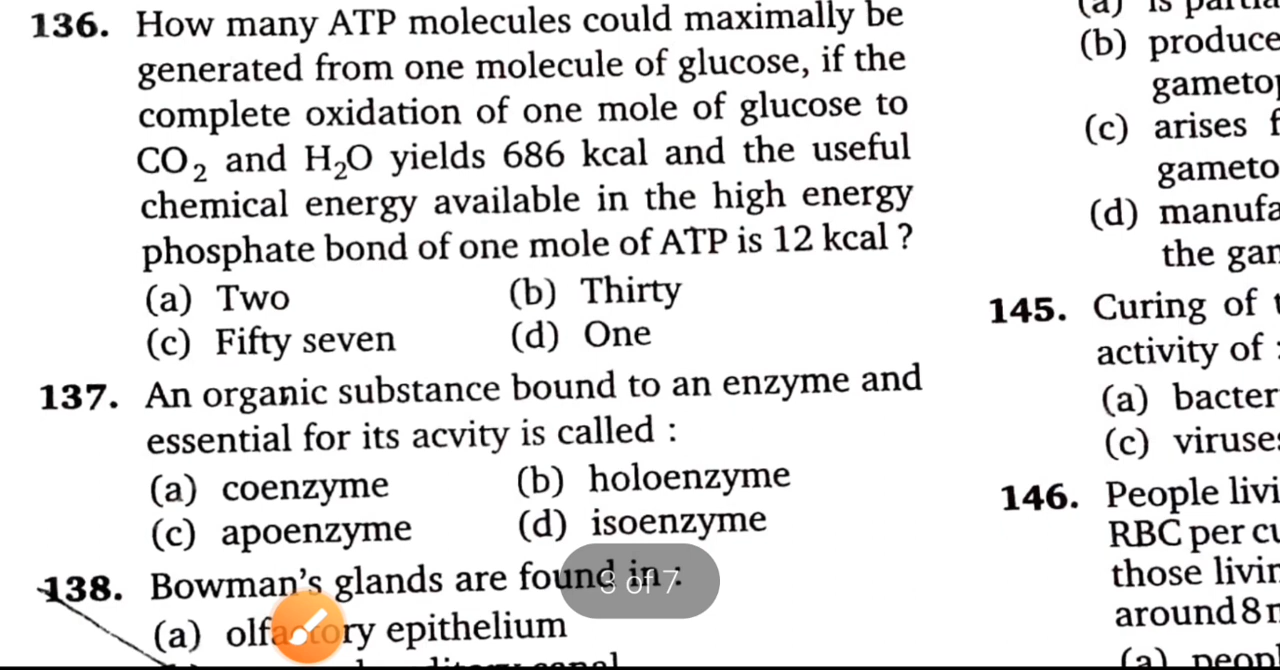 136. How many ATP molecules could maximally be
generated from one molecule of glucose, if the
complete oxidation of one mole of glucose to
CO₂ and H₂O yields 686 kcal and the useful
chemical energy available in the high energy
phosphate bond of one mole of ATP is 12 kcal ?
(a) Two (b) Thirty
(c) Fifty seven (d) One
137. An organic substance bound to an enzyme and
essential for its acvity is called :
(a) coenzyme (b) holoenzyme
(c) apoenzyme (d) isoenzyme
138. Bowman's glands are found in :
(a) olfactory epithelium
3 of 7
(a) is
(b) produce
(c) arises
(d)
the
145. Curing of
activity of
(a)
(c)
146. People
RBC per
those
around 8
(a)